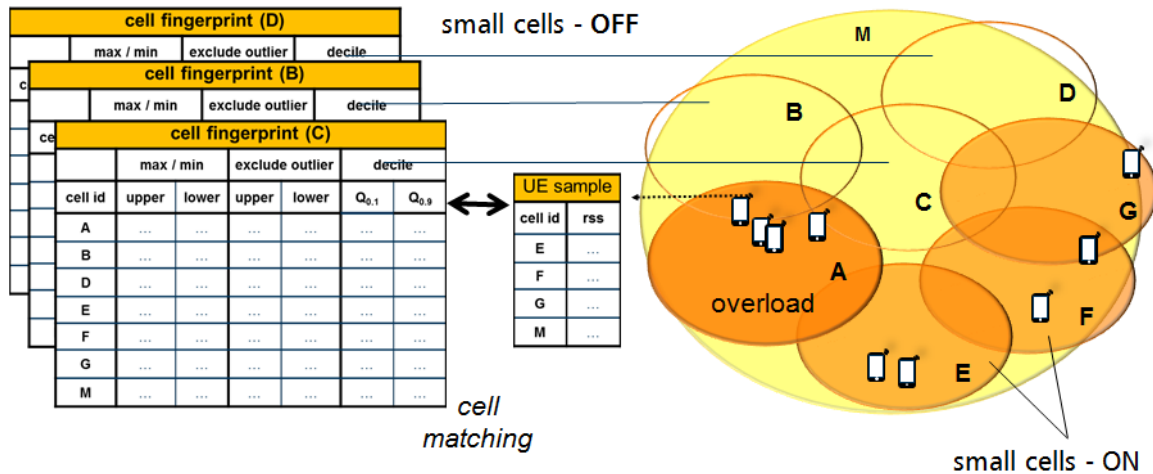 cell fingerprint (D)
max / min exclude outlier decile
c
cell fingerprint (B)
max / min exclude outlier decile
ce
cell fingerprint (C)
max / min exclude outlier decile
cell id upper lower upper lower Q0.1 Q0.9
A ... ... ... ... ... ...
B ... ... ... ... ... ...
D ... ... ... ... ... ...
E ... ... ... ... ... ...
F ... ... ... ... ... ...
G ... ... ... ... ... ...
M ... ... ... ... ... ...
cell
matching
UE sample
cell id rss
E ...
F ...
G ...
M ...
small cells - OFF
M
D
B
C
G
A
overload
F
E
small cells - ON